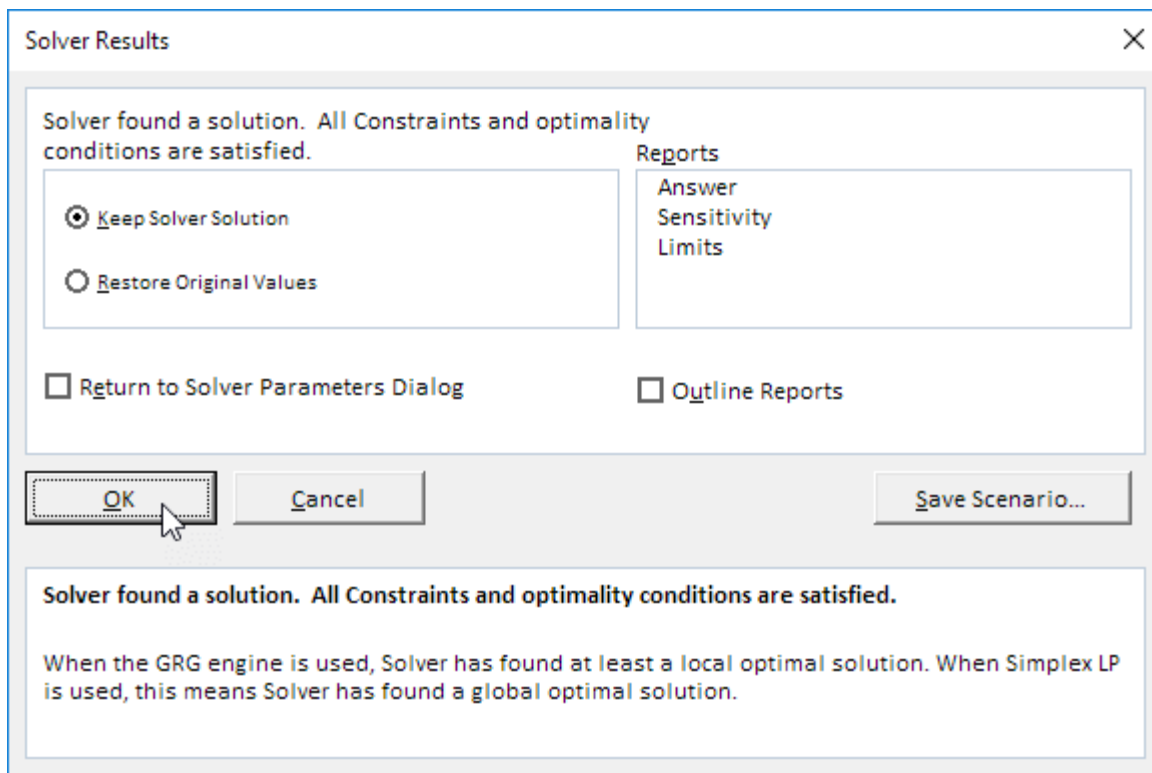 Solver Results
Solver found a solution.  All Constraints and optimality
conditions are satisfied.
Reports
Keep Solver Solution
Restore Original Values
Answer
Sensitivity
Limits
Return to Solver Parameters Dialog
Outline Reports
OK
Cancel
Save Scenario...
Solver found a solution.  All Constraints and optimality conditions are satisfied.
When the GRG engine is used, Solver has found at least a local optimal solution. When Simplex LP
is used, this means Solver has found a global optimal solution.